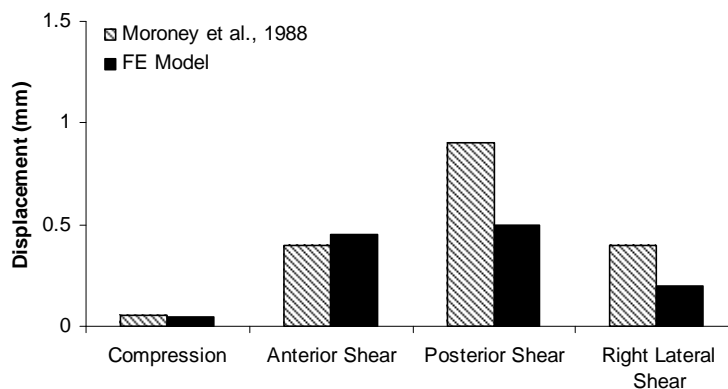 1.5
Moroney et al., 1988
FE Model
1
0.5
0
Displacement (mm)
Compression
Anterior Shear
Posterior Shear
Right Lateral
Shear